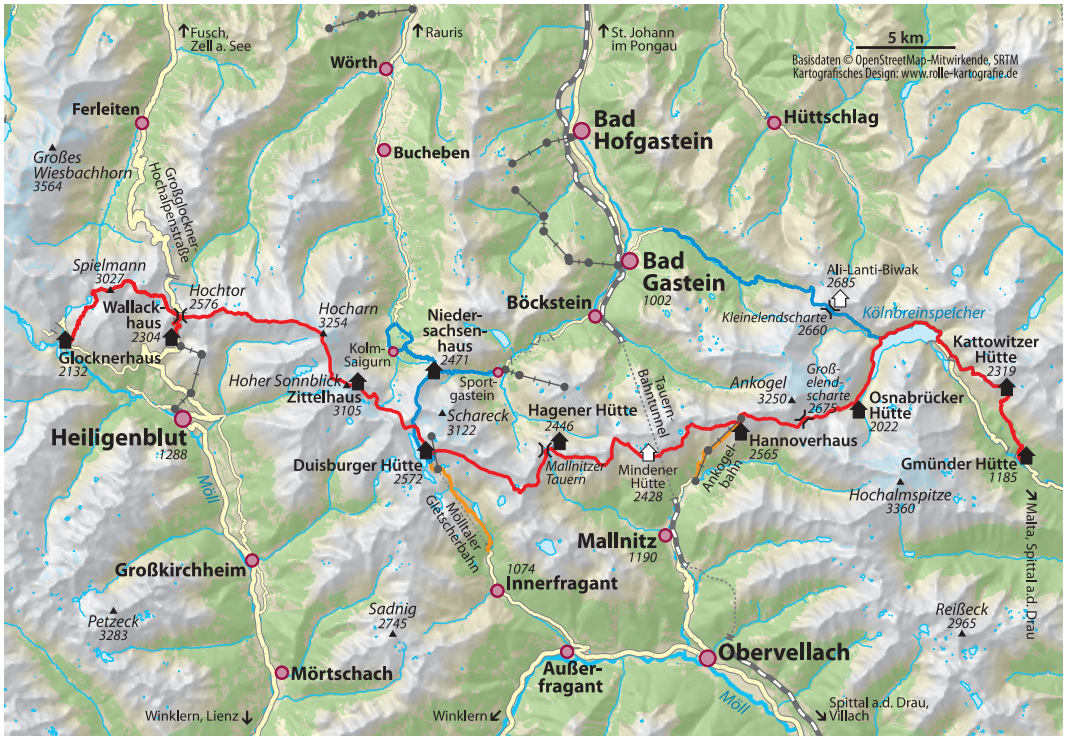 Fusch,
Zell a. See
Rauris
St. Johann
im Pongau
5 km
Basisdaten © OpenStreetMap-Mitwirkende, SRTM
Kartografisches Design: www.rolle-kartografie.de
Wörth
Ferleiten
Bad
Hofgastein
Hüttschlag
Bucheben
Großes
Wiesbachhorn
3564
Großglockner-
Hochalpenstraße
Spielmann
3027
Hochtor
2576
Wallack-
haus
2304
Glocknerhaus
2132
Hocharn
3254
Kolm-
Saigurn
Nieder-
sachsen-
haus
2471
Böckstein
Bad
Gastein
1002
Ali-Lanti-Biwak
2685
Kleinelendscharte
2660
Kölnbreinspeicher
Kattowitzer
Hütte
2319
Hoher Sonnblick
Zittelhaus
3105
Sport-
gastein
Schareck
3122
Tauern-
Bahntunnel
Ankogel
3250
Groß-
elend-
scharte
2675
Osnabrücker
Hütte
2022
Hagener Hütte
2446
Heiligenblut
1288
Duisburger Hütte
2572
Mallnitzer
Tauern
Mindener
Hütte
2428
Ankogel-
bahn
Hannoverhaus
2565
Gmünder Hütte
1185
Hochalmspitze
3360
Möll
Mölltaler
Gletscherbahn
Malta, Spittal a.d. Drau
Mallnitz
1190
Großkirchheim
1074
Innerfragant
Petzeck
3283
Sadnig
2745
Reißeck
2965
Mörtschach
Außer-
fragant
Obervellach
Möll
Winklern, Lienz
Winklern
Spittal a.d. Drau,
Villach